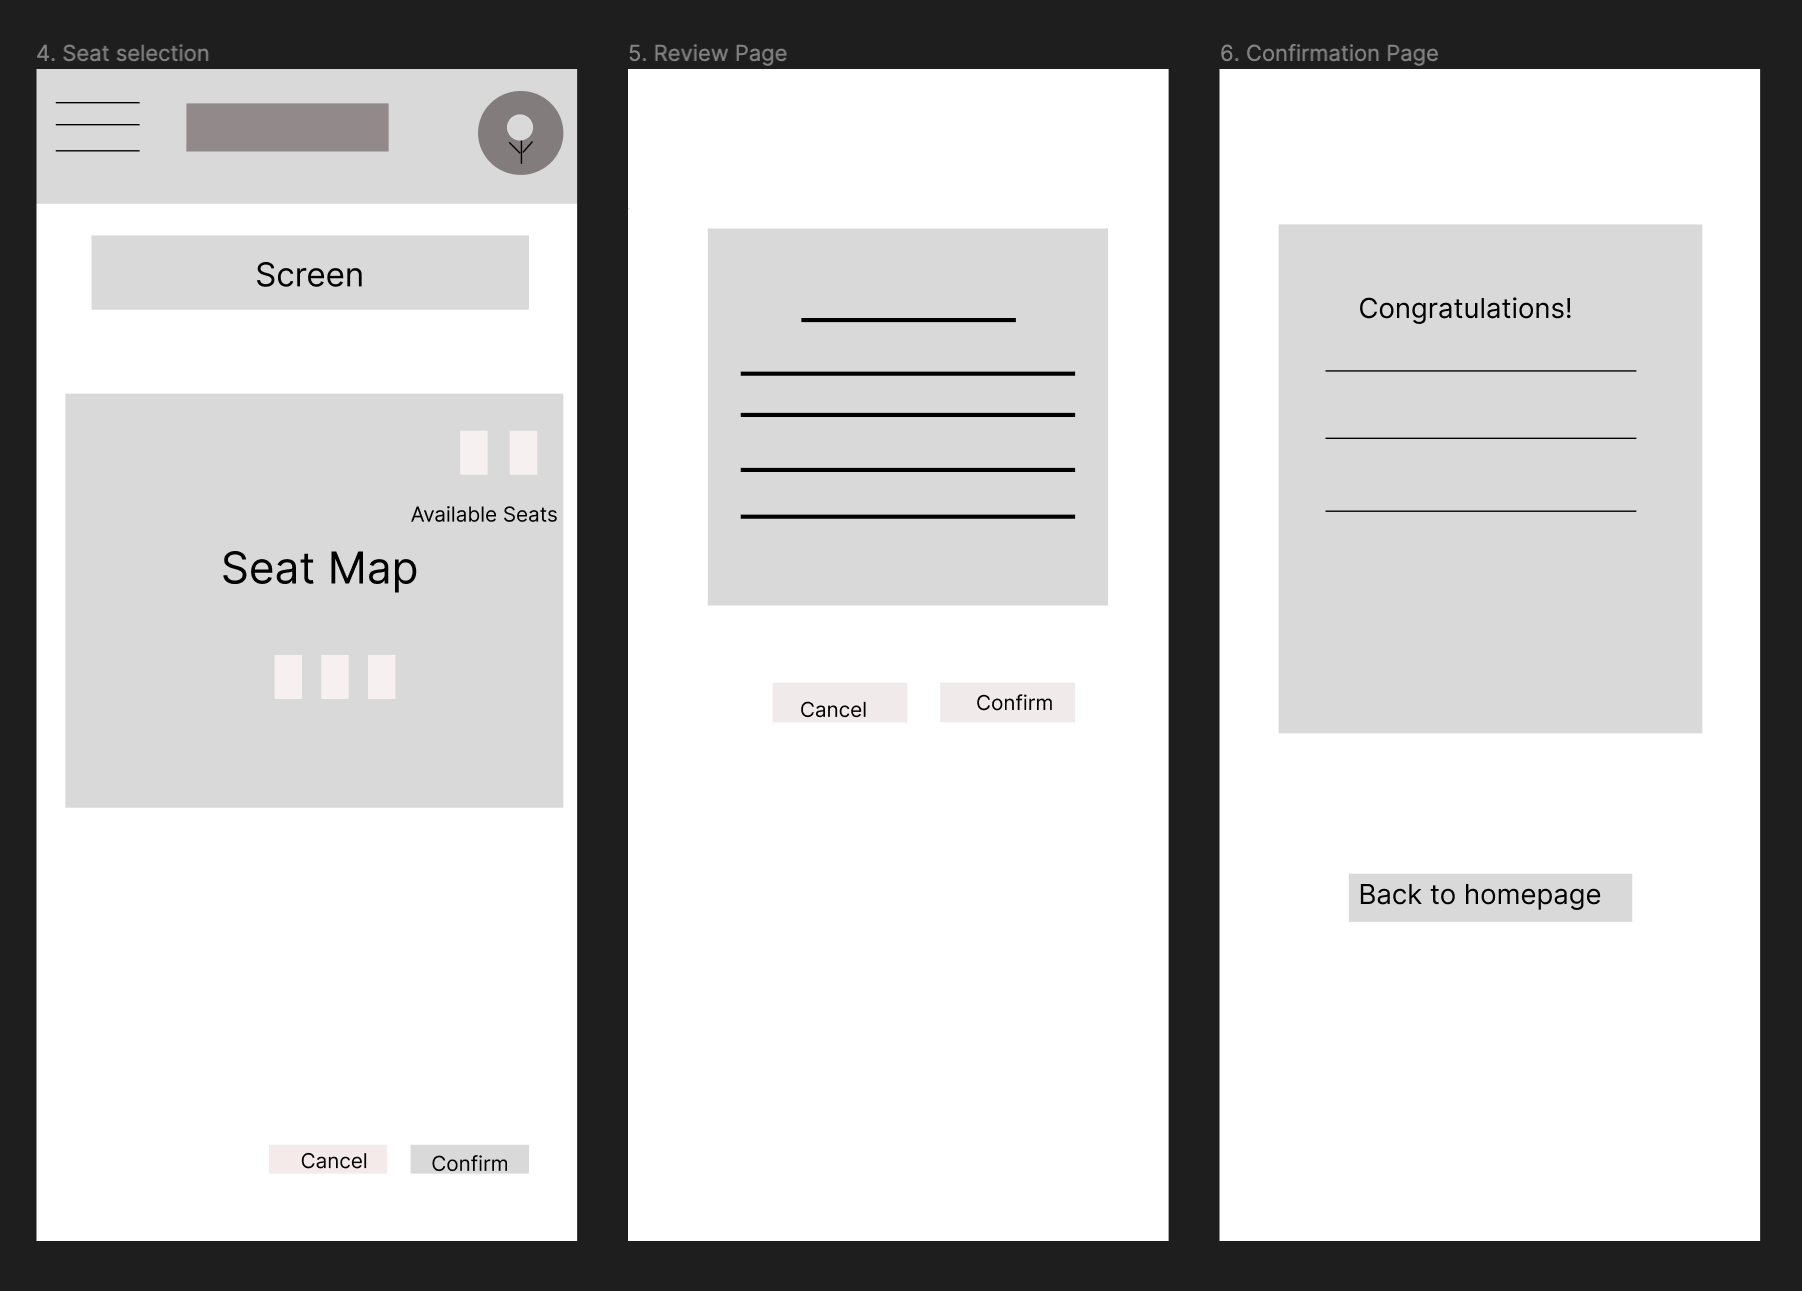 4. Seat selection
Screen
Available Seats
Seat Map
Cancel
Confirm
5. Review Page
Cancel
Confirm
6. Confirmation Page
Congratulations!
Back to homepage